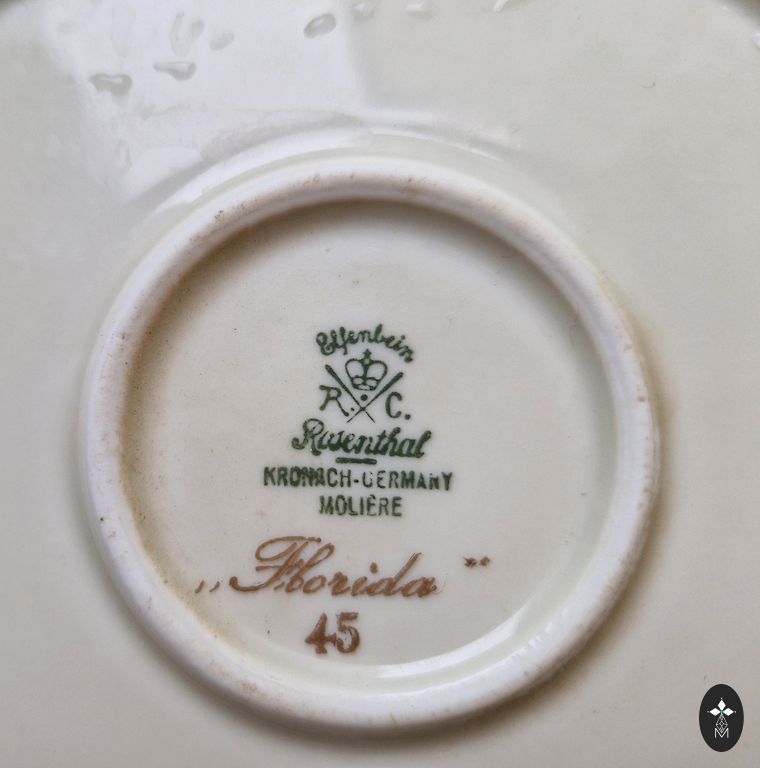 Elfenbein
R. C.
Rosenthal
KRONACH-GERMANY
MOLIÈRE
„Florida“
45
M